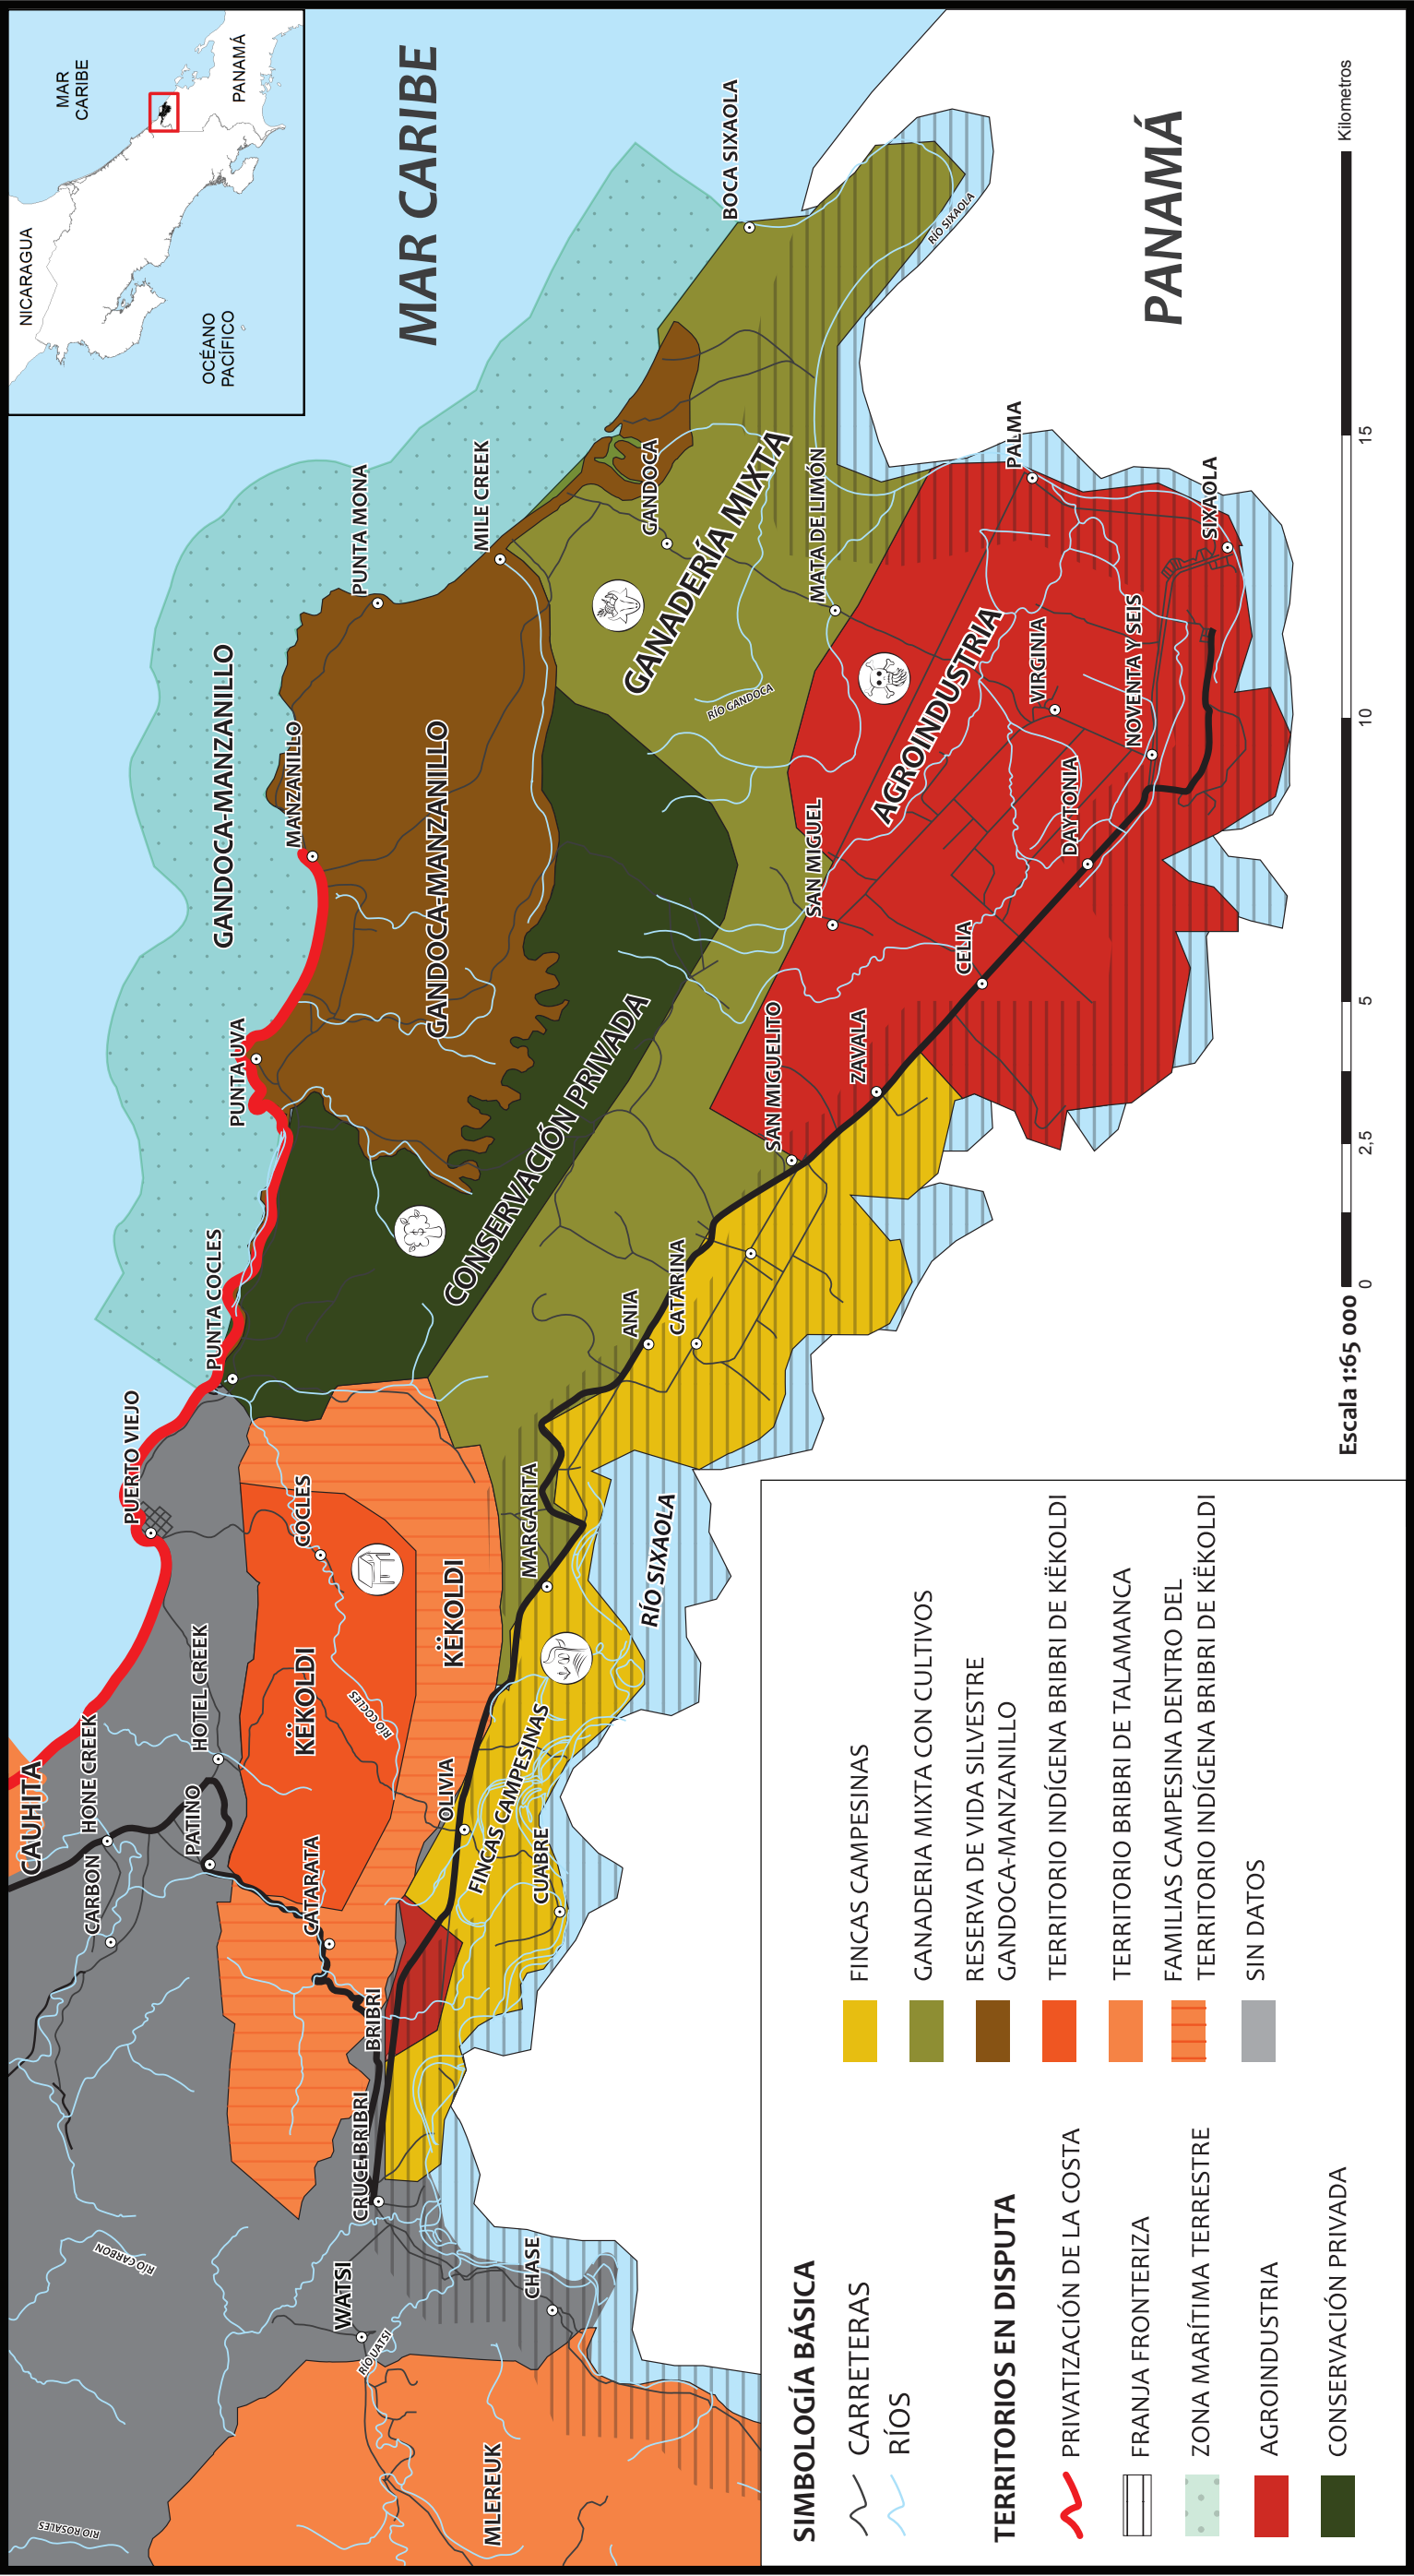 NICARAGUA
MAR
CARIBE
PANAMÁ
OCÉANO
PACÍFICO
MAR CARIBE
PANAMÁ
CAUHITA
HONE CREEK
CARBON
PUERTO VIEJO
HOTEL CREEK
PATINO
CATARATA
BRIBRI
CRUCE BRIBRI
WATSI
CHASE
MLEREUK
RÍO ROSALES
RÍO CARBON
RÍO UATSI
KËKOLDI
COCLES
RÍO COCLES
KËKOLDI
PUNTA COCLES
PUNTA UVA
MANZANILLO
GANDOCA-MANZANILLO
GANDOCA-MANZANILLO
PUNTA MONA
MILE CREEK
GANDOCA
BOCA SIXAOLA
RÍO SIXAOLA
CONSERVACIÓN PRIVADA
GANADERÍA MIXTA
RÍO GANDOCA
MATA DE LIMÓN
PALMA
SIXAOLA
AGROINDUSTRIA
VIRGINIA
NOVENTA Y SEIS
DAYTONIA
SAN MIGUEL
CELIA
SAN MIGUELITO
ZAVALA
CATARINA
ANIA
MARGARITA
RÍO SIXAOLA
OLIVIA
FINCAS CAMPESINAS
CUABRE
SIMBOLOGÍA BÁSICA
CARRETERAS
RÍOS
TERRITORIOS EN DISPUTA
PRIVATIZACIÓN DE LA COSTA
FRANJA FRONTERIZA
ZONA MARÍTIMA TERRESTRE
AGROINDUSTRIA
CONSERVACIÓN PRIVADA
FINCAS CAMPESINAS
GANADERIA MIXTA CON CULTIVOS
RESERVA DE VIDA SILVESTRE
GANDOCA-MANZANILLO
TERRITORIO INDÍGENA BRIBRI DE KËKOLDI
TERRITORIO BRIBRI DE TALAMANCA
FAMILIAS CAMPESINA DENTRO DEL
TERRITORIO INDÍGENA BRIBRI DE KËKOLDI
SIN DATOS
Escala 1:65 000
0 2,5 5 10 15
Kilometros